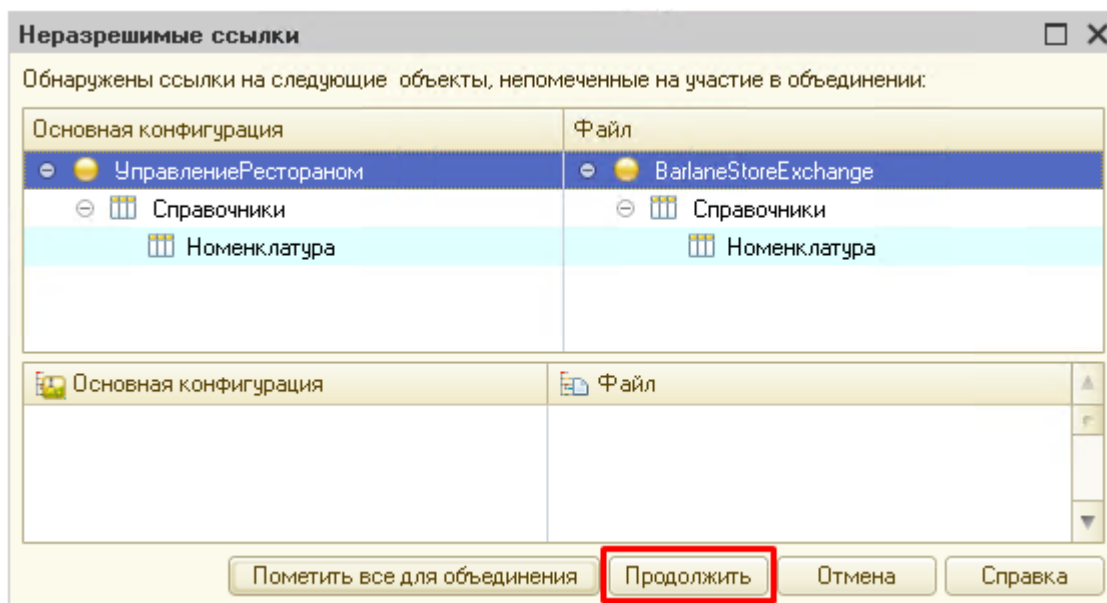 Неразрешимые ссылки
Обнаружены ссылки на следующие объекты, непомеченные на участие в объединении:
Основная конфигурация Файл
УправлениеРестораном BarlaneStoreExchange
Справочники Справочники
Номенклатура Номенклатура
Основная конфигурация Файл
Пометить все для объединения Продолжить Отмена Справка